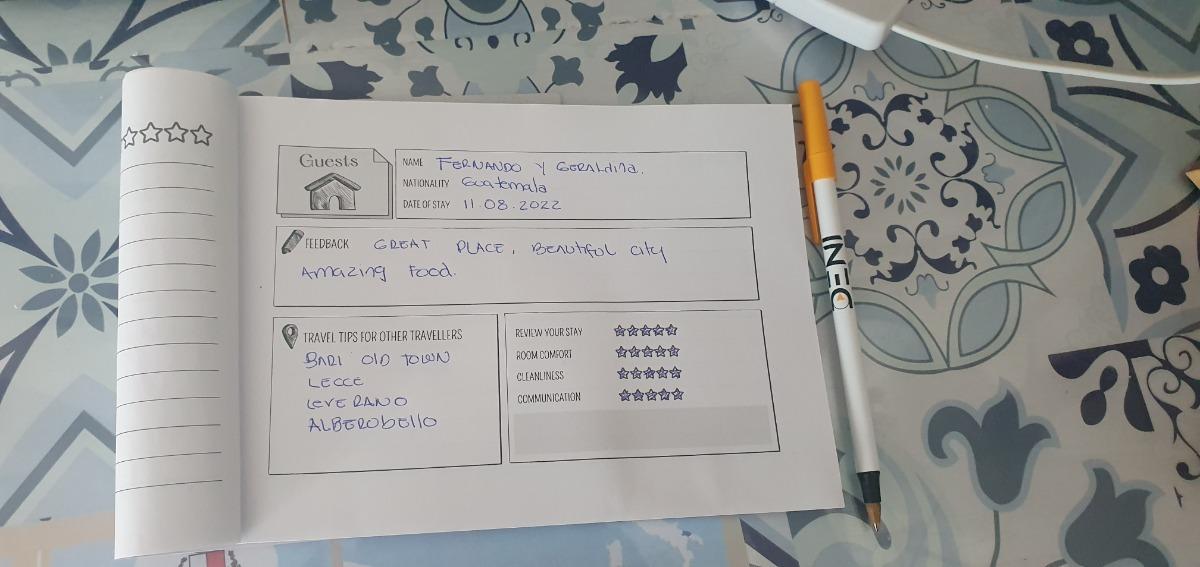 Guests
NAME FERNANDO Y GERALdiNA.
NATIONALITY Guatemala
DATE OF STAY 11.08.2022
FEEDBACK GREAT PLACE, BEAUTIFUL City
AMAZING FOOD.
TRAVEL TIPS FOR OTHER TRAVELLERS
BARI OLD TOWN
LECCE
LEVERANO
ALBEROBELLO
REVIEW YOUR STAY
ROOM COMFORT
CLEANLINESS
COMMUNICATION